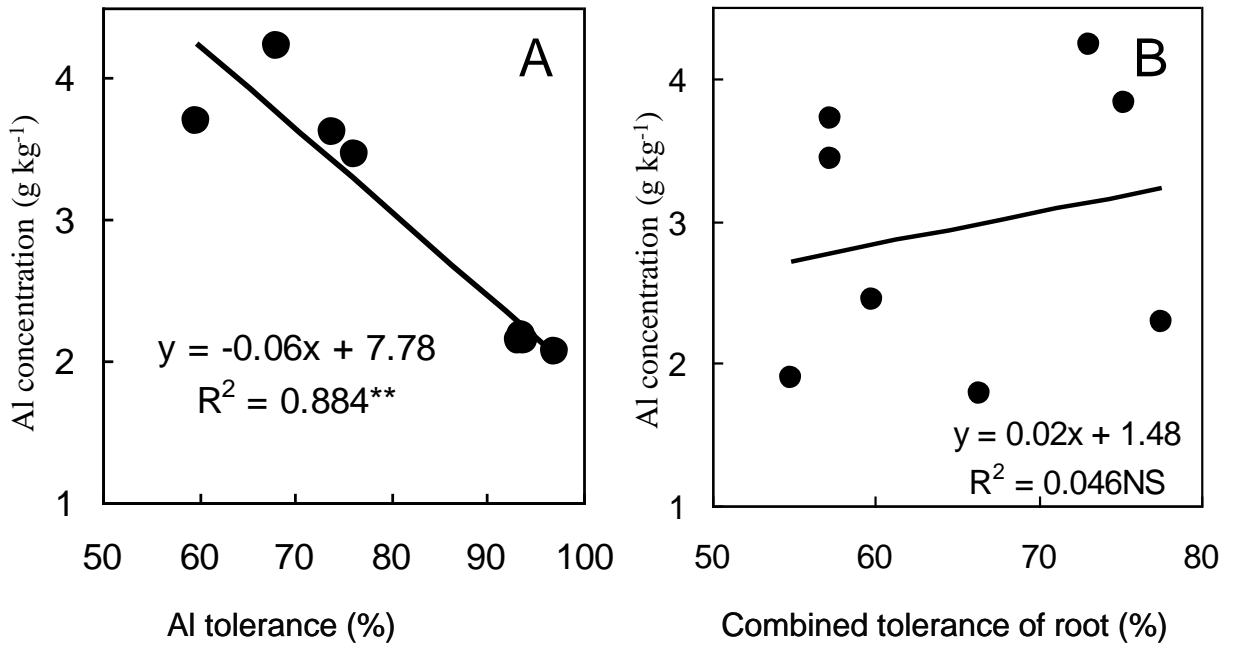 A
Al concentration (g kg⁻¹)
4
3
2
1
y = -0.06x + 7.78
R² = 0.884**
50 60 70 80 90 100
Al tolerance (%)
B
Al concentration (g kg⁻¹)
4
3
2
1
y = 0.02x + 1.48
R² = 0.046NS
50 60 70 80
Combined tolerance of root (%)